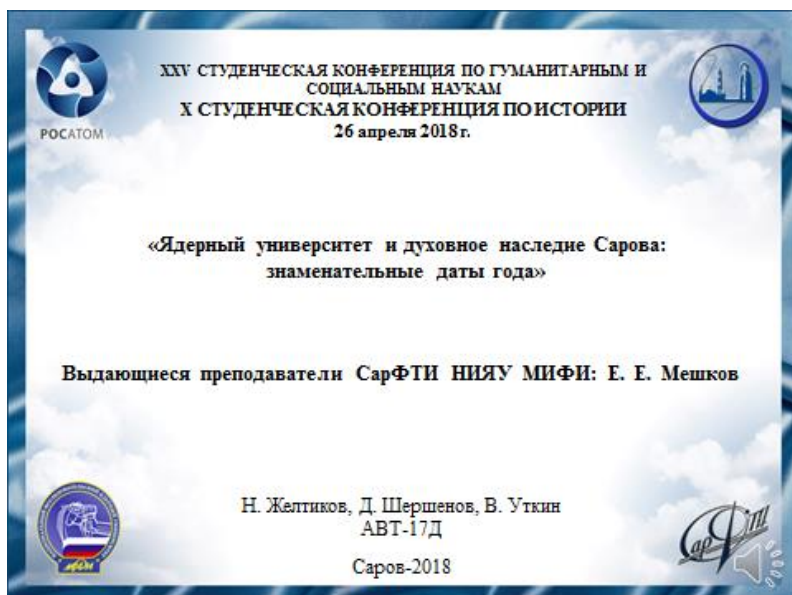 XXV СТУДЕНЧЕСКАЯ КОНФЕРЕНЦИЯ ПО ГУМАНИТАРНЫМ И
СОЦИАЛЬНЫМ НАУКАМ
X СТУДЕНЧЕСКАЯ КОНФЕРЕНЦИЯ ПО ИСТОРИИ
26 апреля 2018 г.
РОСАТОМ
«Ядерный университет и духовное наследие Сарова:
знаменательные даты года»
Выдающиеся преподаватели СарФТИ НИЯУ МИФИ: Е. Е. Мешков
Н. Желтиков, Д. Шершенов, В. Уткин
АВТ-17Д
Саров-2018
СарФТИ